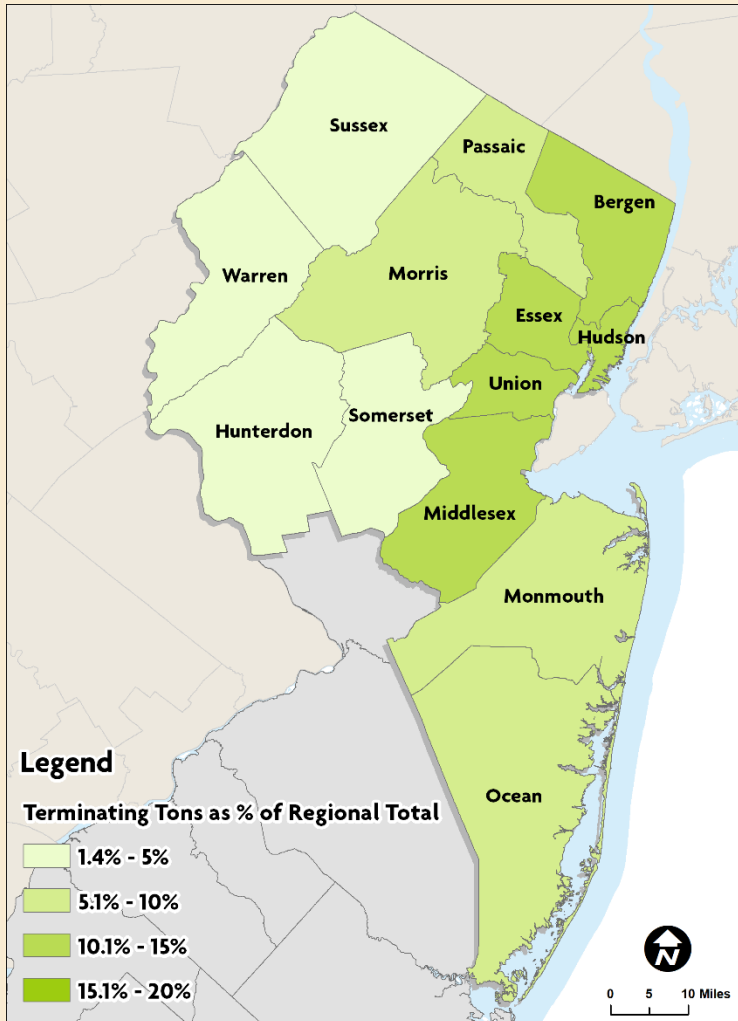 Sussex
Passaic
Bergen
Warren
Morris
Essex
Hudson
Union
Somerset
Hunterdon
Middlesex
Monmouth
Ocean
Legend
Terminating Tons as % of Regional Total
1.4% - 5%
5.1% - 10%
10.1% - 15%
15.1% - 20%
N
0 5 10 Miles